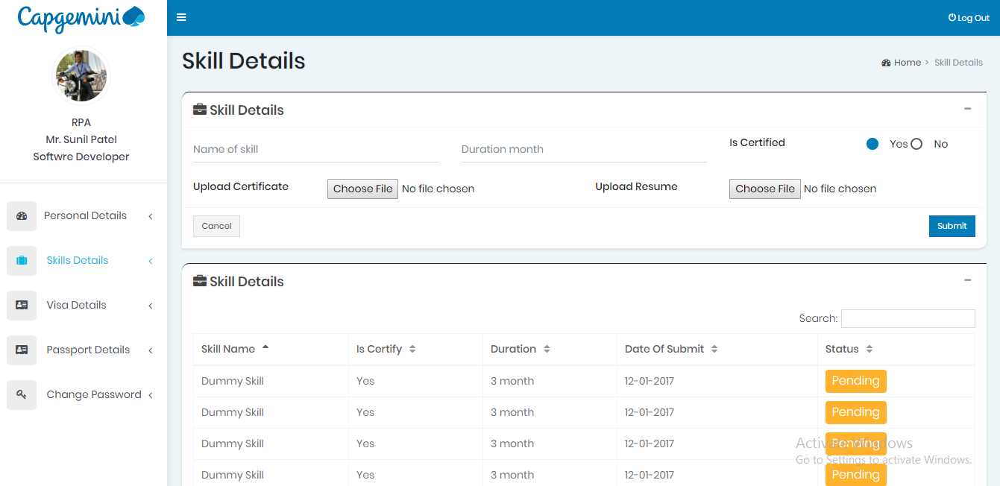 Capgemini
Log Out
RPA
Mr. Sunil Patel
Softwre Developer
Personal Details
Skills Details
Visa Details
Passport Details
Change Password
Skill Details
Home > Skill Details
Skill Details
Name of skill Duration month Is Certified Yes No
Upload Certificate Choose File No file chosen Upload Resume Choose File No file chosen
Cancel Submit
Skill Details
Search:
Skill Name Is Certify Duration Date Of Submit Status
Dummy Skill Yes 3 month 12-01-2017 Pending
Dummy Skill Yes 3 month 12-01-2017 Pending
Dummy Skill Yes 3 month 12-01-2017 Pending
Activate Windows
Go to Settings to activate Windows.
Dummy Skill Yes 3 month 12-01-2017 Pending